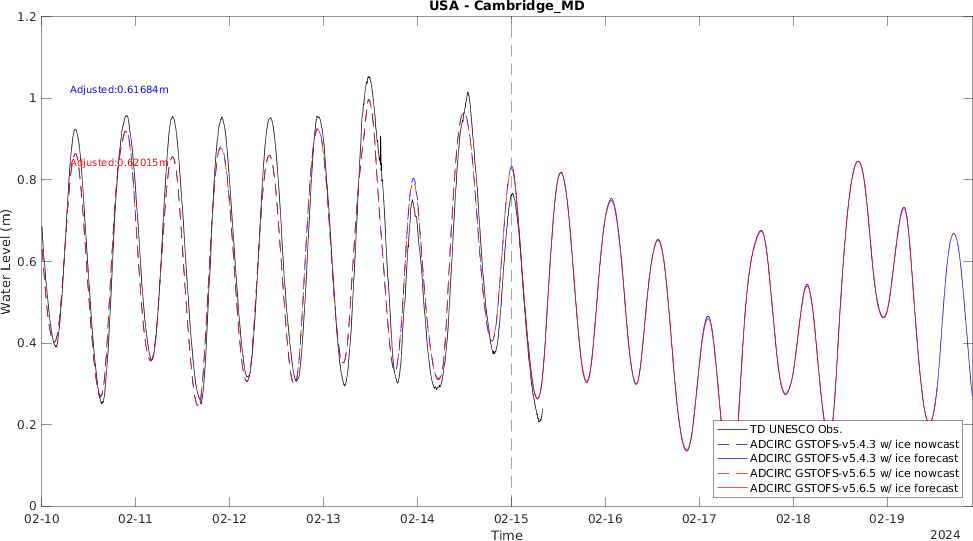 USA - Cambridge_MD
1.2
1
0.8
0.6
0.4
0.2
0
Water Level (m)
Adjusted:0.61684m
Adjusted:0.62015m
TD UNESCO Obs.
ADCIRC GSTOFS-v5.4.3 w/ ice nowcast
ADCIRC GSTOFS-v5.4.3 w/ ice forecast
ADCIRC GSTOFS-v5.6.5 w/ ice nowcast
ADCIRC GSTOFS-v5.6.5 w/ ice forecast
02-10 02-11 02-12 02-13 02-14 02-15 02-16 02-17 02-18 02-19
Time
2024